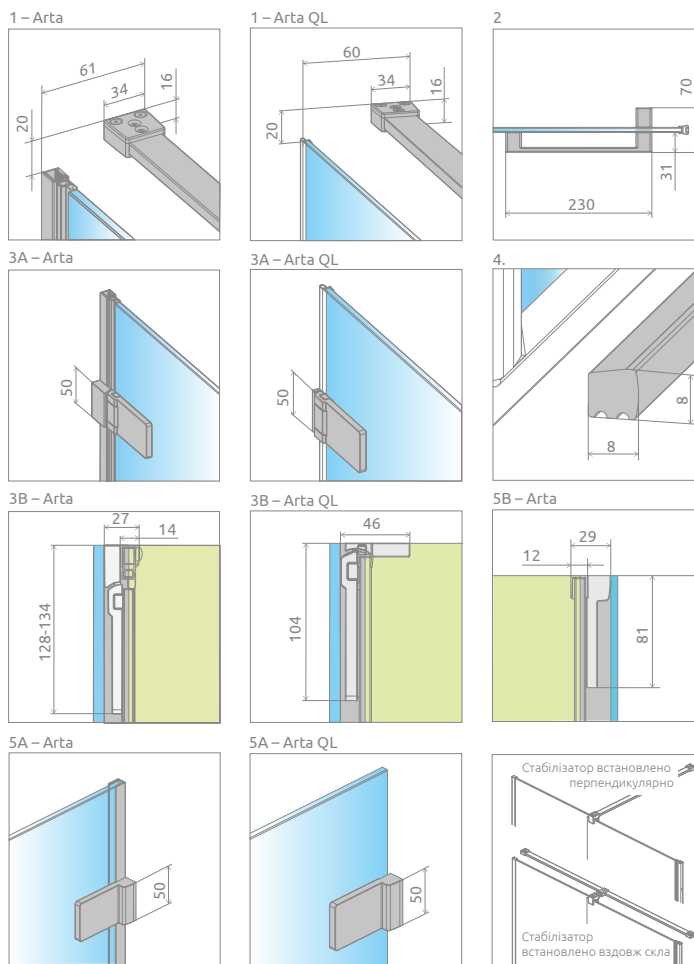 1 – Arta
1 – Arta QL
2
61
34
16
20
60
34
16
20
70
31
230
3A – Arta
3A – Arta QL
4.
50
50
8
8
3B – Arta
3B – Arta QL
5B – Arta
27
14
128-134
46
104
29
12
81
5A – Arta
5A – Arta QL
50
50
Стабілізатор встановлено
перпендикулярно
Стабілізатор
встановлено вздовж скла